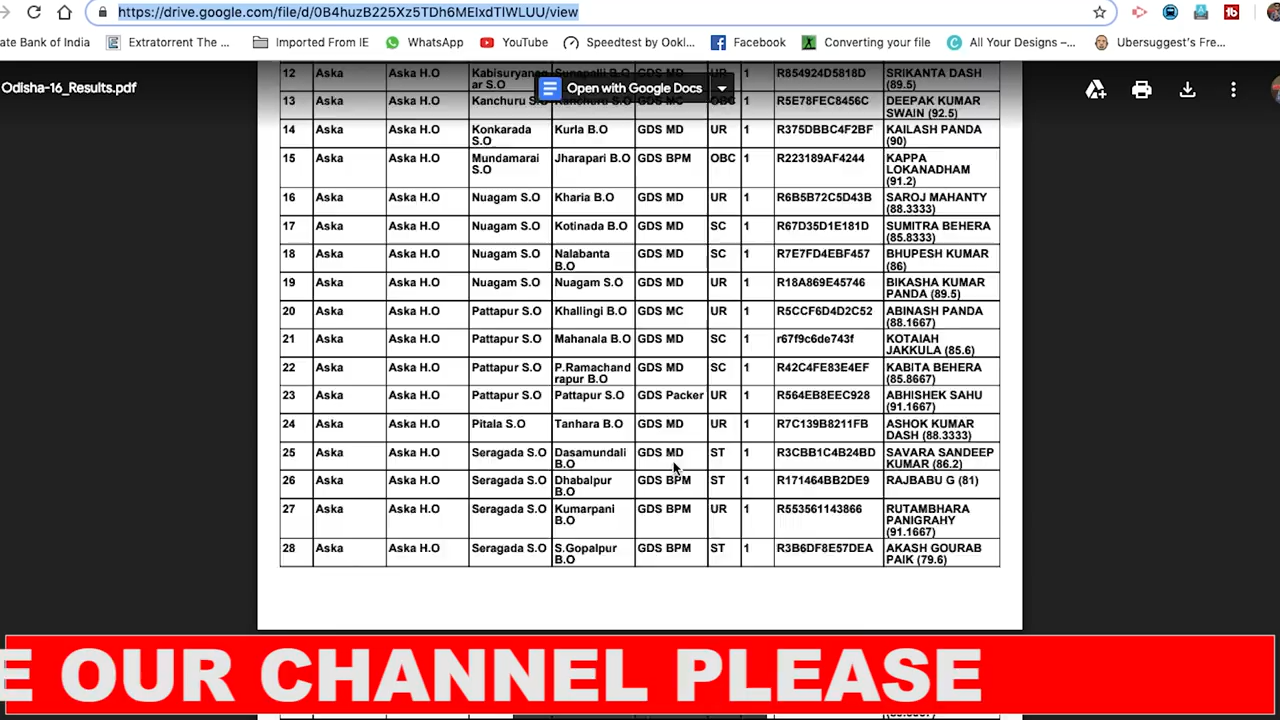 https://drive.google.com/file/d/0B4huzB225Xz5TDh6MEIxdTlWLUU/view
ate Bank of India Extratorrent The ... Imported From IE WhatsApp YouTube Speedtest by Ookl... Facebook Converting your file All Your Designs –... Ubersuggest's Fre...
Odisha-16_Results.pdf
Open with Google Docs
12 Aska Aska H.O Kabisuryanag Sunapalli B.O GDS MD UR 1 R854924D5818D SRIKANTA DASH
ar S.O (89.5)
13 Aska Aska H.O Kanchuru S.O Kanchuru S.O GDS MC OBC 1 R5E78FEC8456C DEEPAK KUMAR
SWAIN (92.5)
14 Aska Aska H.O Konkarada Kurla B.O GDS MD UR 1 R375DBBC4F2BF KAILASH PANDA
S.O (90)
15 Aska Aska H.O Mundamarai Jharapari B.O GDS BPM OBC 1 R223189AF4244 KAPPA
S.O LOKANADHAM
(91.2)
16 Aska Aska H.O Nuagam S.O Kharia B.O GDS MD UR 1 R6B5B72C5D43B SAROJ MAHANTY
(88.3333)
17 Aska Aska H.O Nuagam S.O Kotinada B.O GDS MD SC 1 R67D35D1E181D SUMITRA BEHERA
(85.8333)
18 Aska Aska H.O Nuagam S.O Nalabanta GDS MD SC 1 R7E7FD4EBF457 BHUPESH KUMAR
B.O (86)
19 Aska Aska H.O Nuagam S.O Nuagam S.O GDS MD UR 1 R18A869E45746 BIKASHA KUMAR
PANDA (89.5)
20 Aska Aska H.O Pattapur S.O Khallingi B.O GDS MC UR 1 R5CCF6D4D2C52 ABINASH PANDA
(88.1667)
21 Aska Aska H.O Pattapur S.O Mahanala B.O GDS MD SC 1 r67f9c6de743f KOTAIAH
JAKKULA (85.6)
22 Aska Aska H.O Pattapur S.O P.Ramachand GDS MD SC 1 R42C4FE83E4EF KABITA BEHERA
rapur B.O (85.8667)
23 Aska Aska H.O Pattapur S.O Pattapur S.O GDS Packer UR 1 R564EB8EEC928 ABHISHEK SAHU
(91.1667)
24 Aska Aska H.O Pitala S.O Tanhara B.O GDS MD UR 1 R7C139B8211FB ASHOK KUMAR
DASH (88.3333)
25 Aska Aska H.O Seragada S.O Dasamundali GDS MD ST 1 R3CBB1C4B24BD SAVARA SANDEEP
B.O KUMAR (86.2)
26 Aska Aska H.O Seragada S.O Dhabalpur GDS BPM ST 1 R171464BB2DE9 RAJBABU G (81)
B.O
27 Aska Aska H.O Seragada S.O Kumarpani GDS BPM UR 1 R553561143866 RUTAMBHARA
B.O PANIGRAHY
(91.1667)
28 Aska Aska H.O Seragada S.O S.Gopalpur GDS BPM ST 1 R3B6DF8E57DEA AKASH GOURAB
B.O PAIK (79.6)
E OUR CHANNEL PLEASE